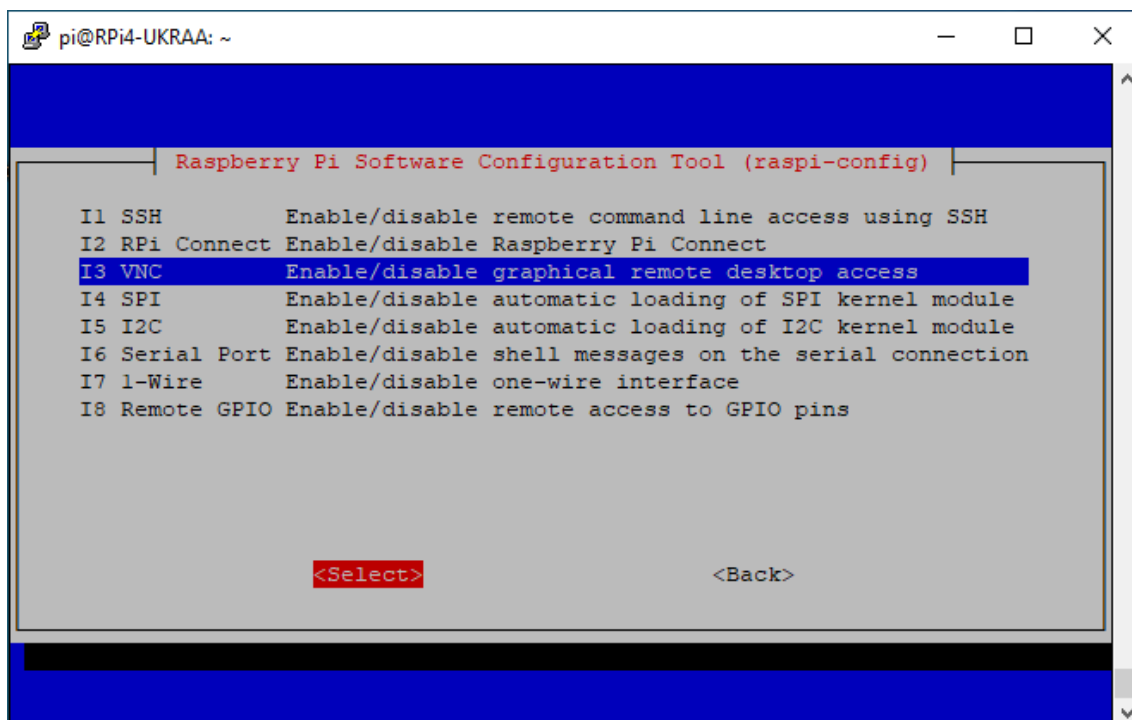 pi@RPi4-UKRAA: ~
Raspberry Pi Software Configuration Tool (raspi-config)
I1 SSH Enable/disable remote command line access using SSH
I2 RPi Connect Enable/disable Raspberry Pi Connect
I3 VNC Enable/disable graphical remote desktop access
I4 SPI Enable/disable automatic loading of SPI kernel module
I5 I2C Enable/disable automatic loading of I2C kernel module
I6 Serial Port Enable/disable shell messages on the serial connection
I7 1-Wire Enable/disable one-wire interface
I8 Remote GPIO Enable/disable remote access to GPIO pins
<Select> <Back>